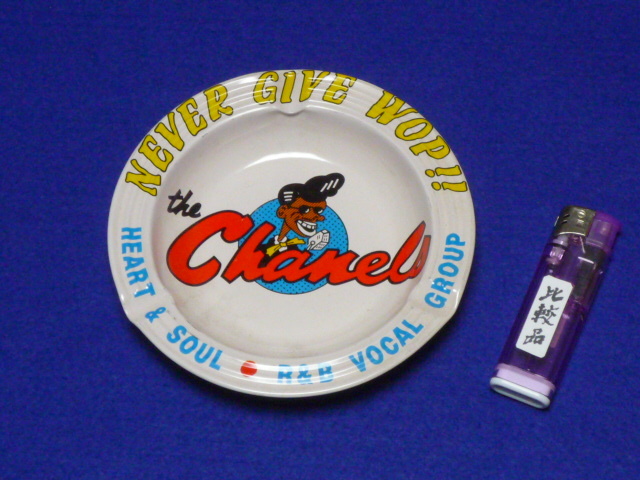 NEVER GIVE WOP!!
the
Chanels
HEART & SOUL • R&B VOCAL GROUP
比較品